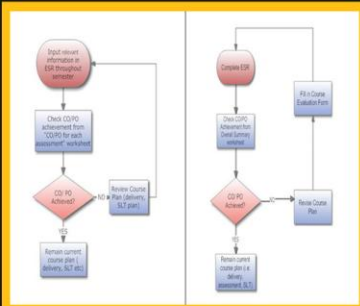 Input relevant
information in
ESR throughout
semester
Check CO/PO
achievement from
"CO/PO for each
assessment" worksheet
CO/ PO
Achieved?
NO
Review Course
Plan (delivery,
SLT plan)
YES
Remain current
course plan (
delivery, SLT etc)
Complete ESR
Check CO/PO
Achievement from
Overall Summary
worksheet
CO/ PO
Achieved?
NO
Revise Course
Plan
Fill in Course
Evaluation Form
YES
Remain current
course plan (i.e.
delivery,
assessment, SLT)